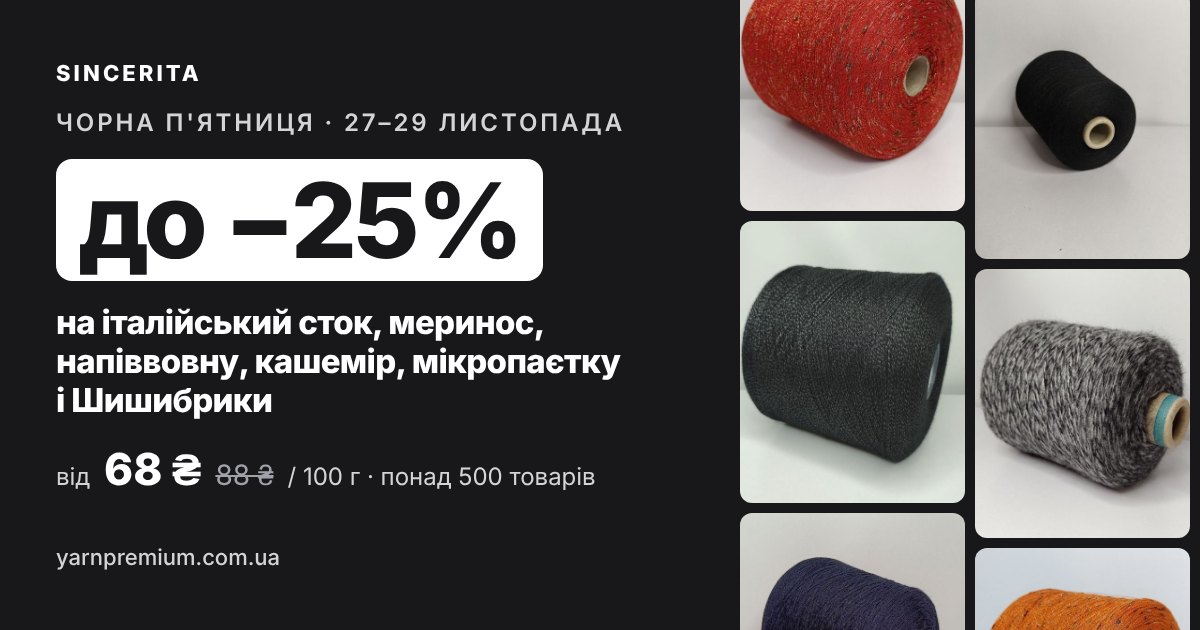 SINCERITA
ЧОРНА П'ЯТНИЦЯ · 27–29 ЛИСТОПАДА
до –25%
на італійський сток, меринос,
напіввовну, кашемір, мікропаєтку
і Шишибрики
від 68 ₴ 88 ₴ / 100 г · понад 500 товарів
yarnpremium.com.ua